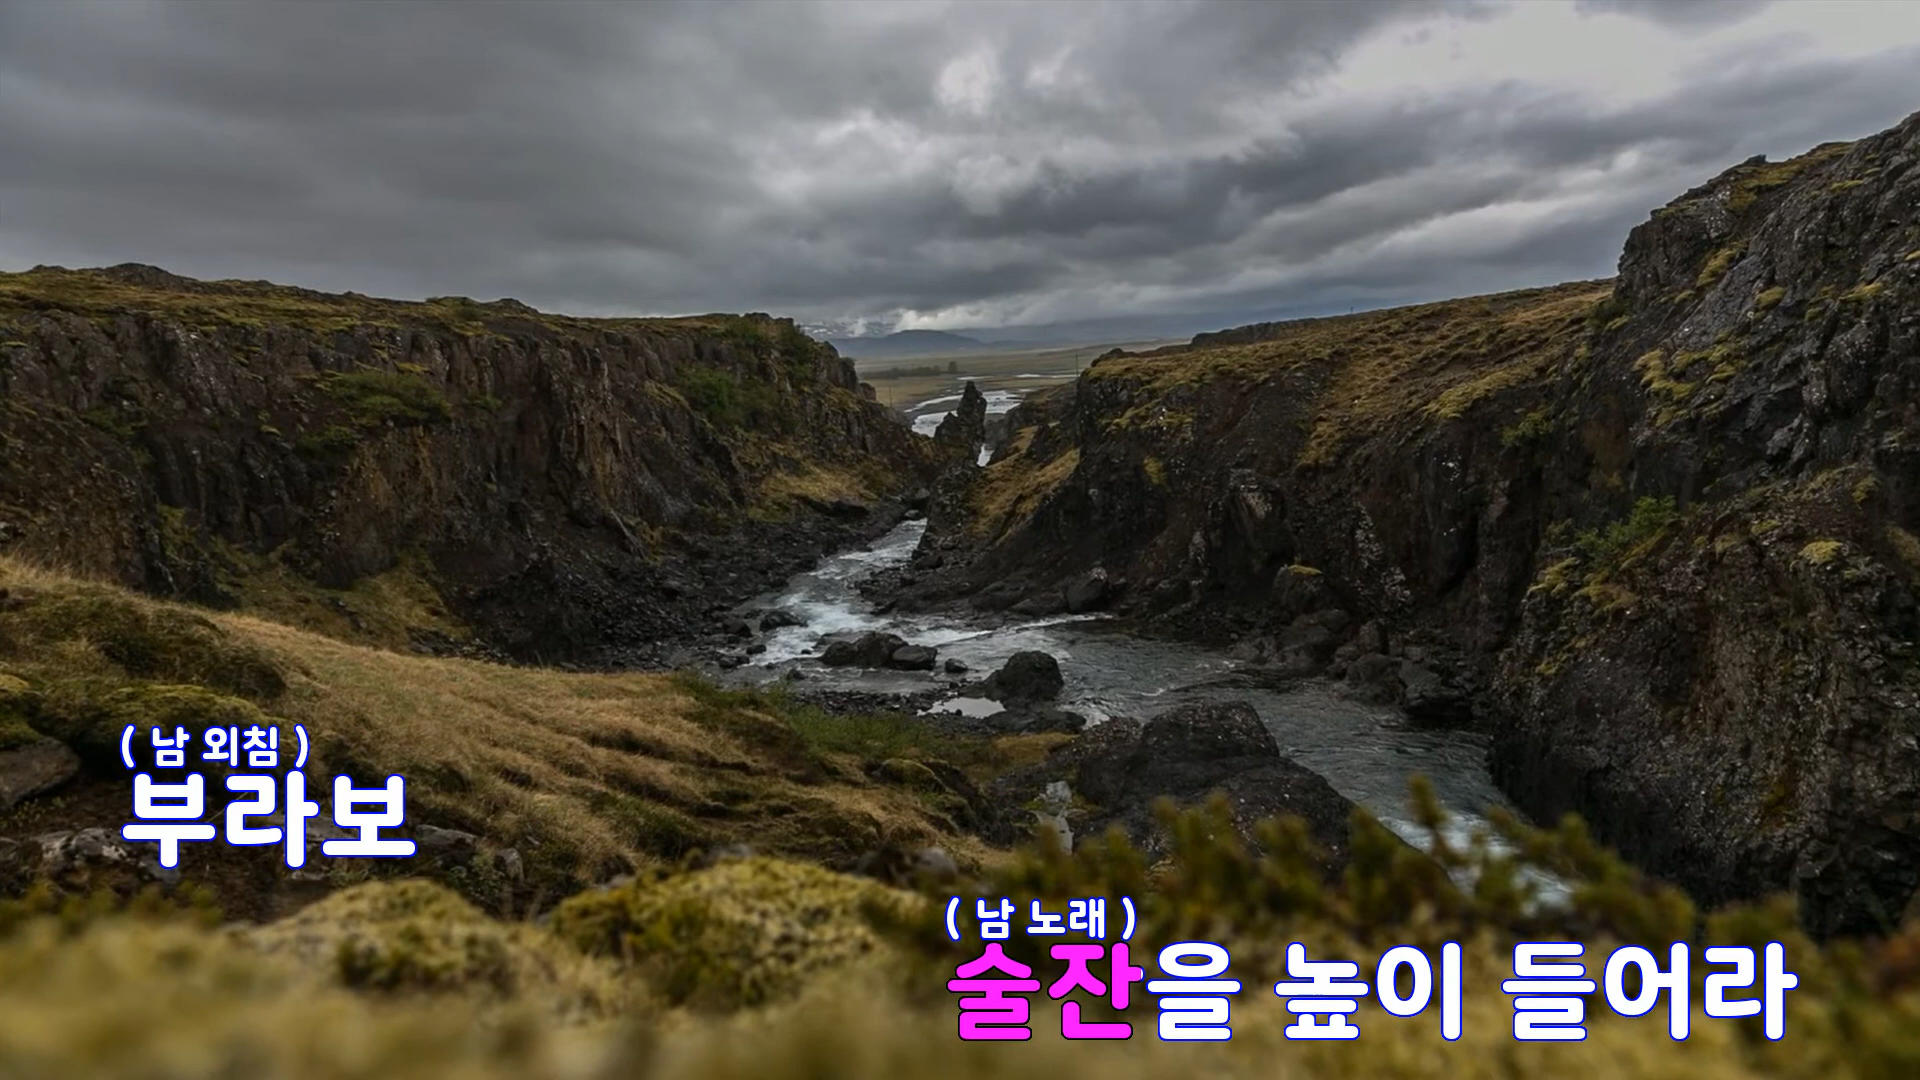 ( 남 외침 )
부라보
( 남 노래 )
술잔을 높이 들어라